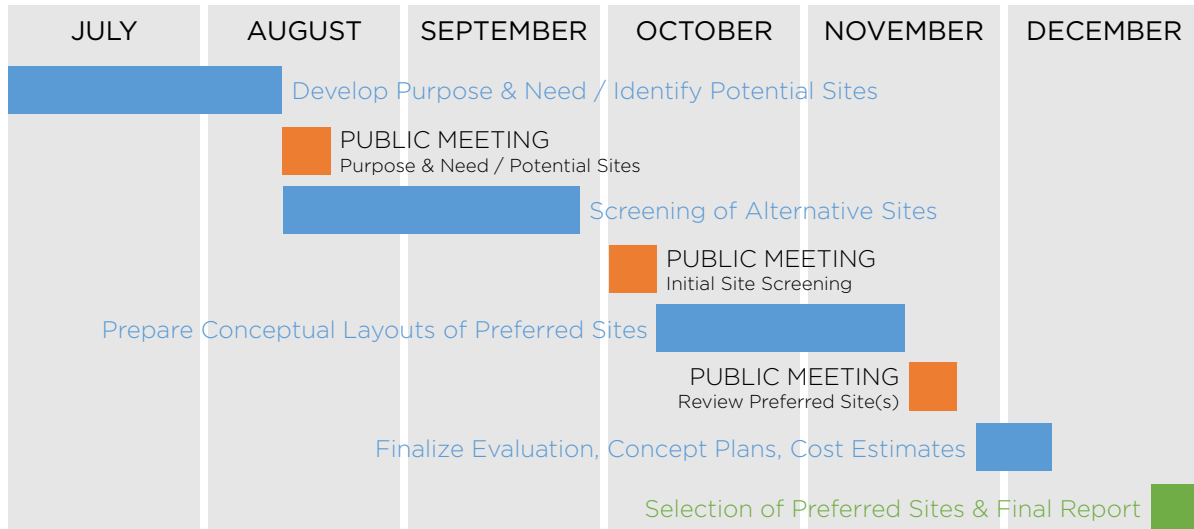 JULY
AUGUST
SEPTEMBER
OCTOBER
NOVEMBER
DECEMBER
Develop Purpose & Need / Identify Potential Sites
PUBLIC MEETING
Purpose & Need / Potential Sites
Screening of Alternative Sites
PUBLIC MEETING
Initial Site Screening
Prepare Conceptual Layouts of Preferred Sites
PUBLIC MEETING
Review Preferred Site(s)
Finalize Evaluation, Concept Plans, Cost Estimates
Selection of Preferred Sites & Final Report